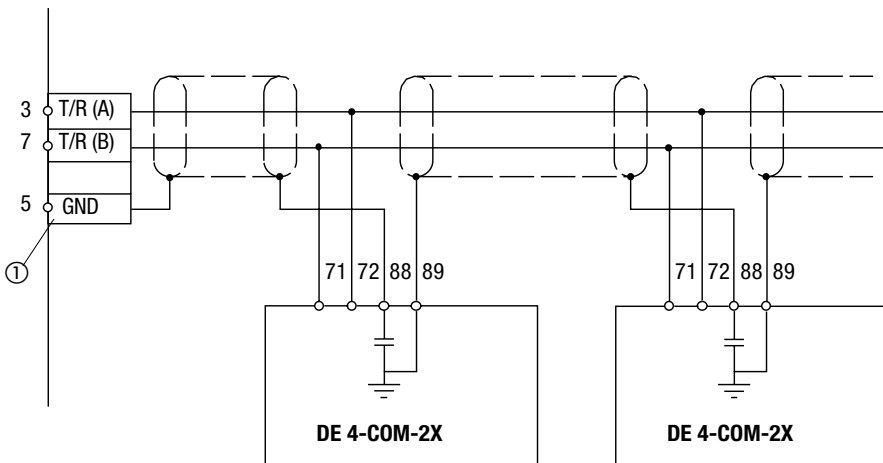 3 T/R (A)
7 T/R (B)
5 GND
①
71 72 88 89
71 72 88 89
DE 4-COM-2X
DE 4-COM-2X